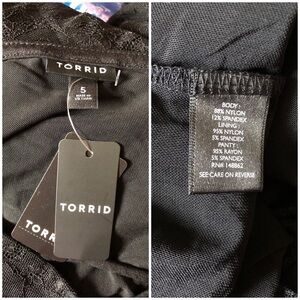 TORRID
5
TORRID
TORR
BODY:
88% NYLON
12% SPANDEX
LINING:
95% NYLON
5% SPANDEX
PANTY:
95% RAYON
5% SPANDEX
RN# 148862
SEE CARE ON REVERSE